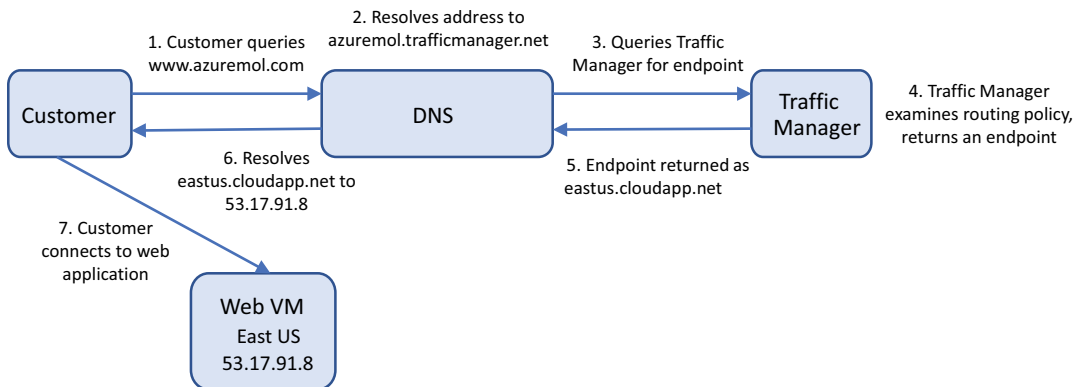 1. Customer queries
www.azuremol.com
2. Resolves address to
azuremol.trafficmanager.net
3. Queries Traffic
Manager for endpoint
Customer
DNS
Traffic
Manager
4. Traffic Manager
examines routing policy,
returns an endpoint
6. Resolves
eastus.cloudapp.net to
53.17.91.8
5. Endpoint returned as
eastus.cloudapp.net
7. Customer
connects to web
application
Web VM
East US
53.17.91.8